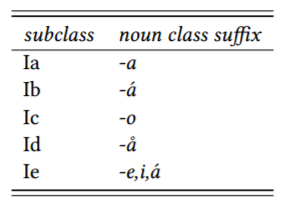 subclass noun class suffix
Ia -a
Ib -á
Ic -o
Id -å
Ie -e,i,á